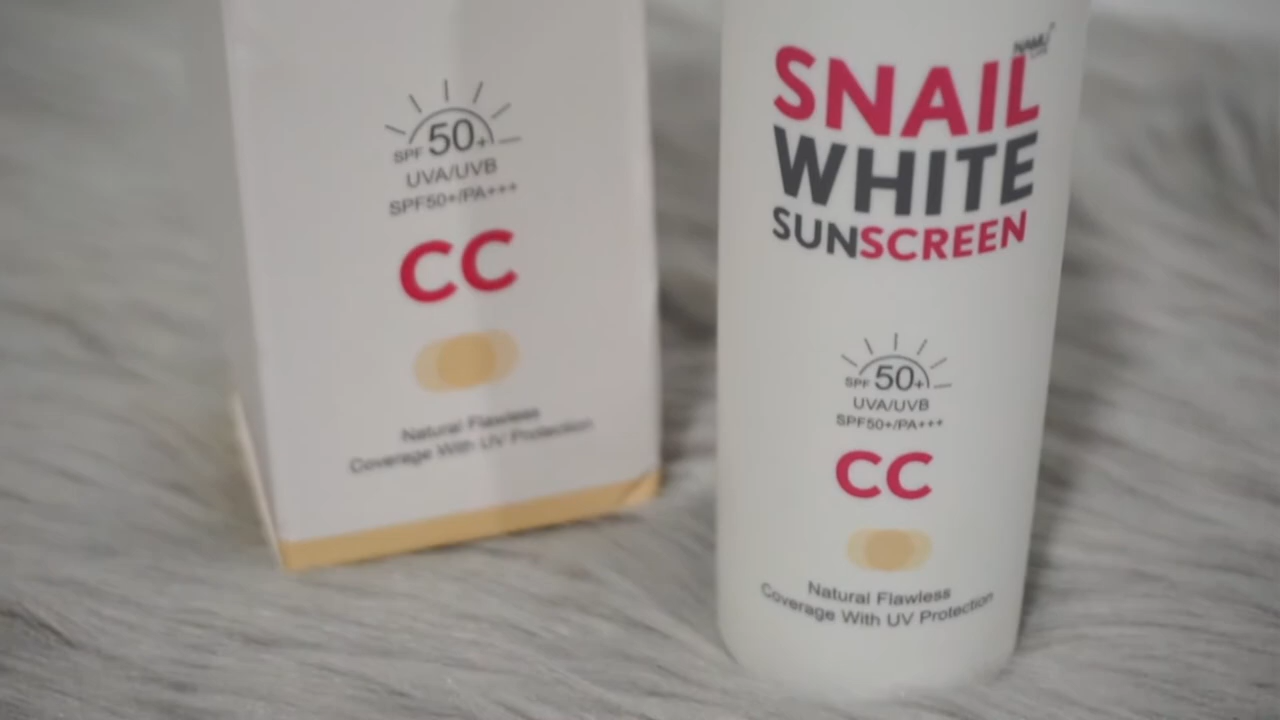 SPF 50+
UVA/UVB
SPF50+/PA+++
CC
Natural Flawless
Coverage With UV Protection
NAMU
SNAIL
WHITE
SUNSCREEN
SPF 50+
UVA/UVB
SPF50+/PA+++
CC
Natural Flawless
Coverage With UV Protection